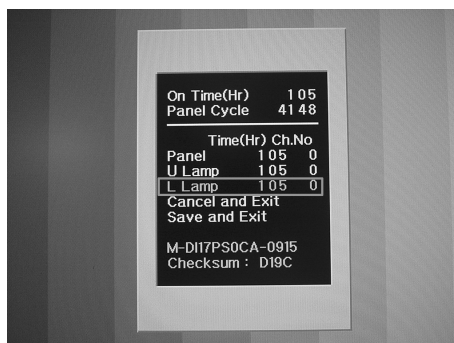 On Time(Hr) 105
Panel Cycle 4148
Time(Hr) Ch.No
Panel 105 0
U Lamp 105 0
L Lamp 105 0
Cancel and Exit
Save and Exit
M-DI17PS0CA-0915
Checksum : D19C